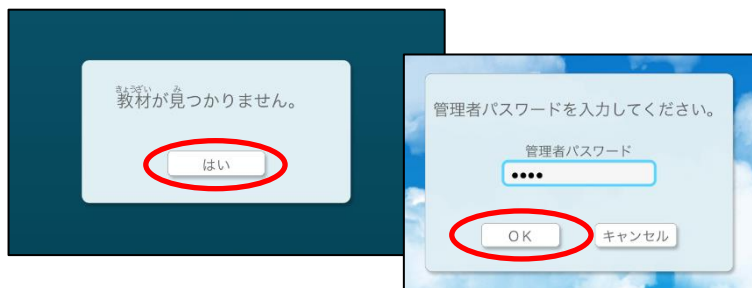 きょうざい み
教材が見つかりません。
はい
管理者パスワードを入力してください。
管理者パスワード
••••
OK
キャンセル